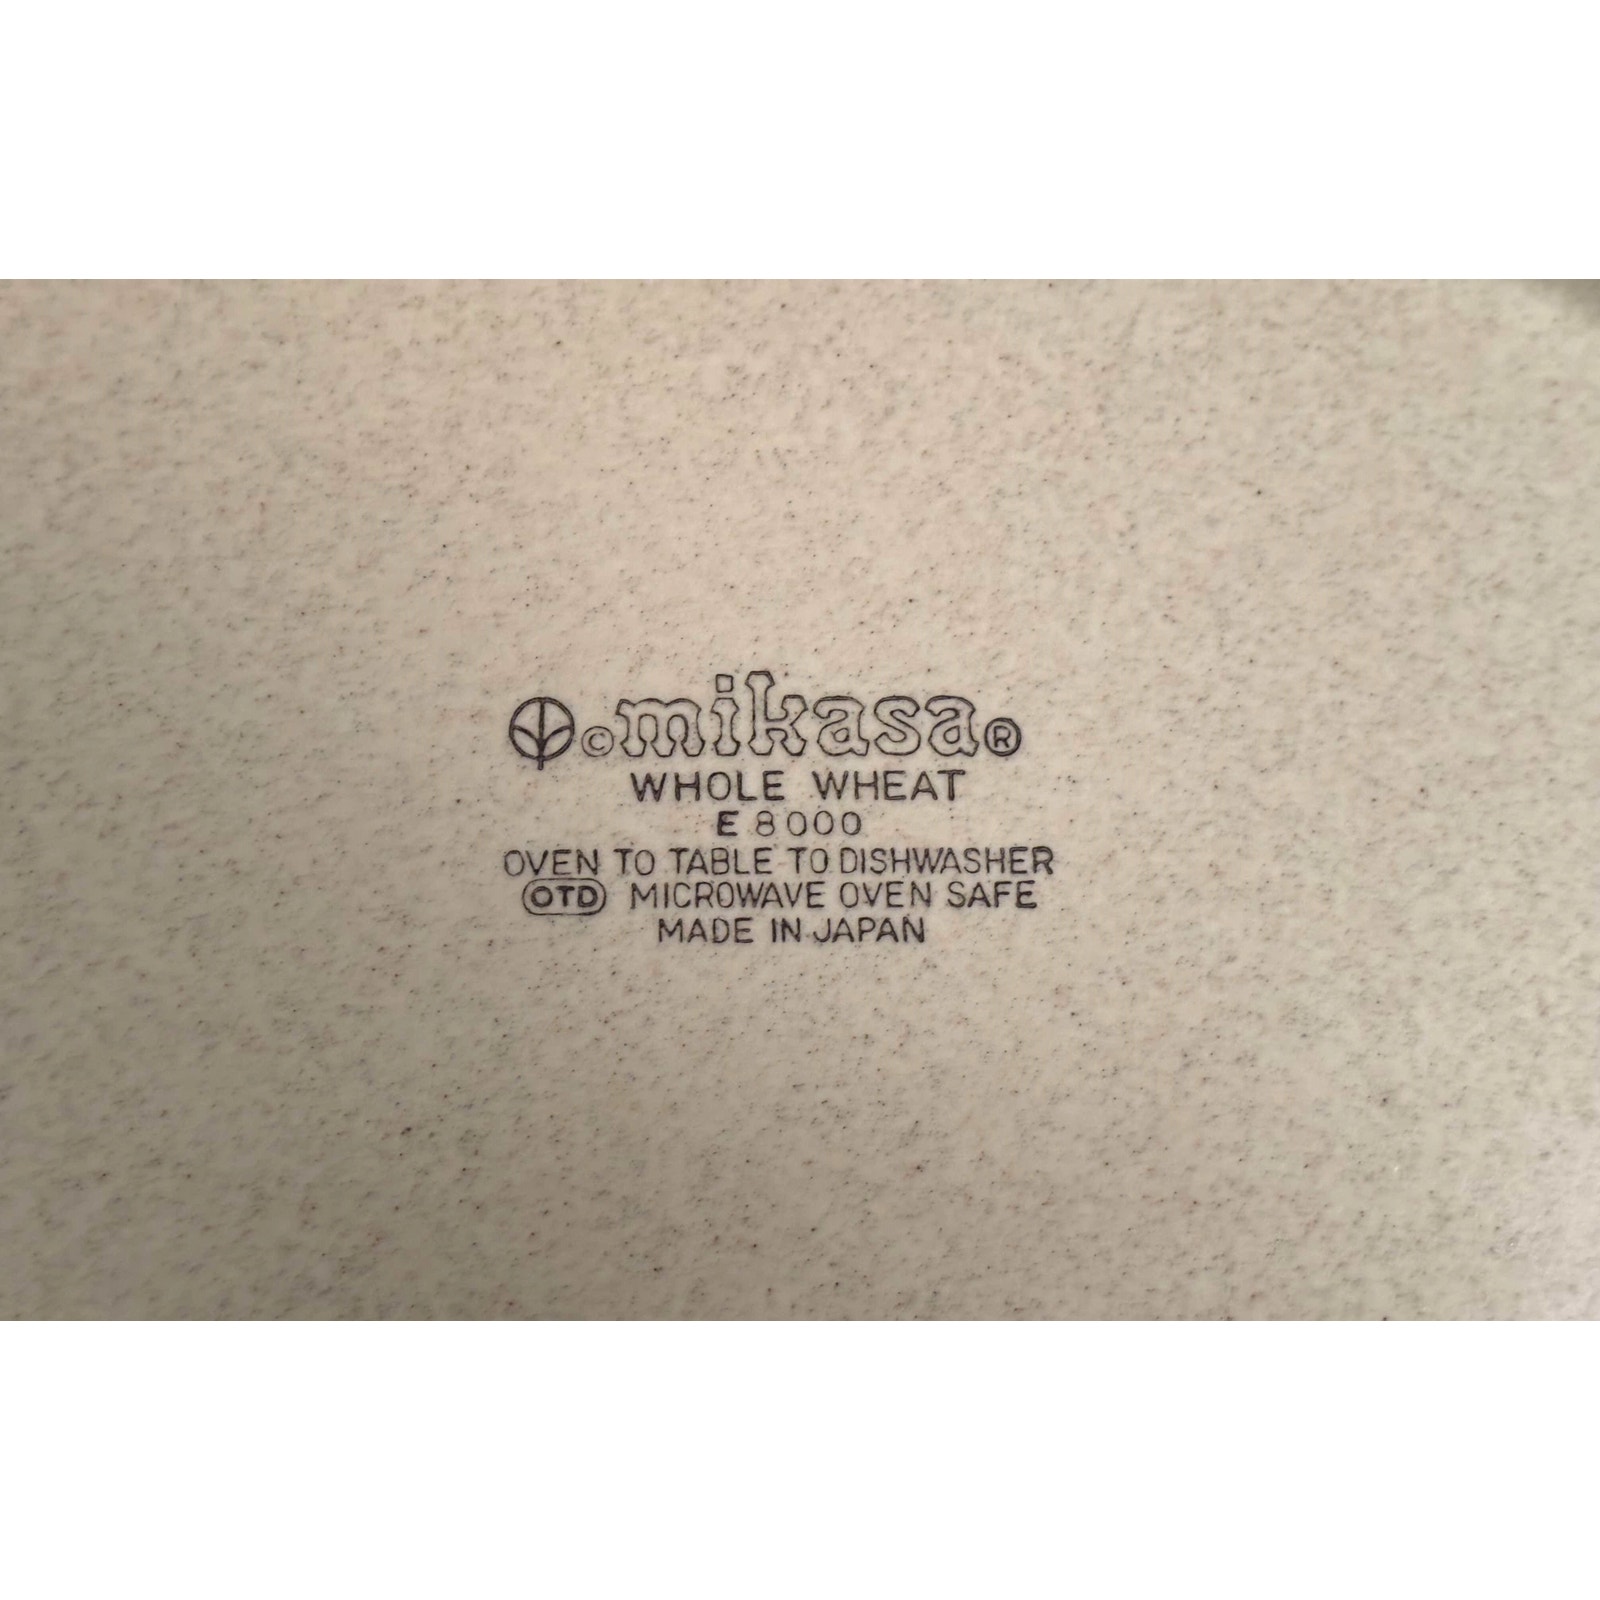 © mikasa ®
WHOLE WHEAT
E 8000
OVEN TO TABLE TO DISHWASHER
OTD MICROWAVE OVEN SAFE
MADE IN JAPAN